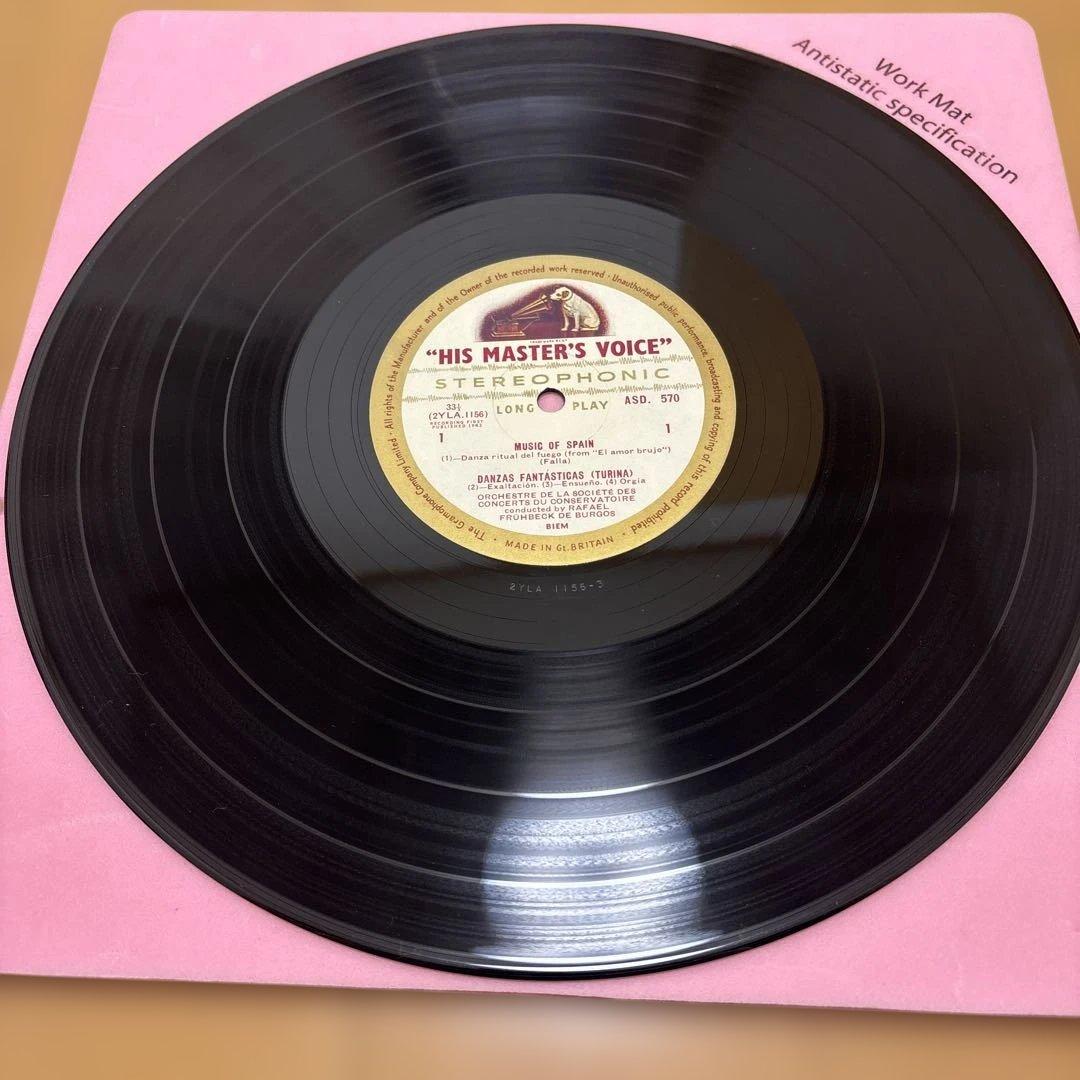 Work Mat
Antistatic specification
The Gramophone Company Limited · All rights of the Manufacturer and of the Owner of the recorded work reserved · Unauthorised public performance, broadcasting and copying of this record prohibited
"HIS MASTER'S VOICE"
STEREOPHONIC
33⅓ LONG PLAY ASD. 570
(2YLA.1156)
RECORDING FIRST
PUBLISHED 1963
1 1
MUSIC OF SPAIN
(1)—Danza ritual del fuego (from "El amor brujo")
(Falla)
DANZAS FANTÁSTICAS (TURINA)
(2)—Exaltación. (3)—Ensueño. (4) Orgia
ORCHESTRE DE LA SOCIÉTÉ DES
CONCERTS DU CONSERVATOIRE
conducted by RAFAEL
FRÜHBECK DE BURGOS
BIEM
· MADE IN Gt. BRITAIN ·
2YLA 1156-3